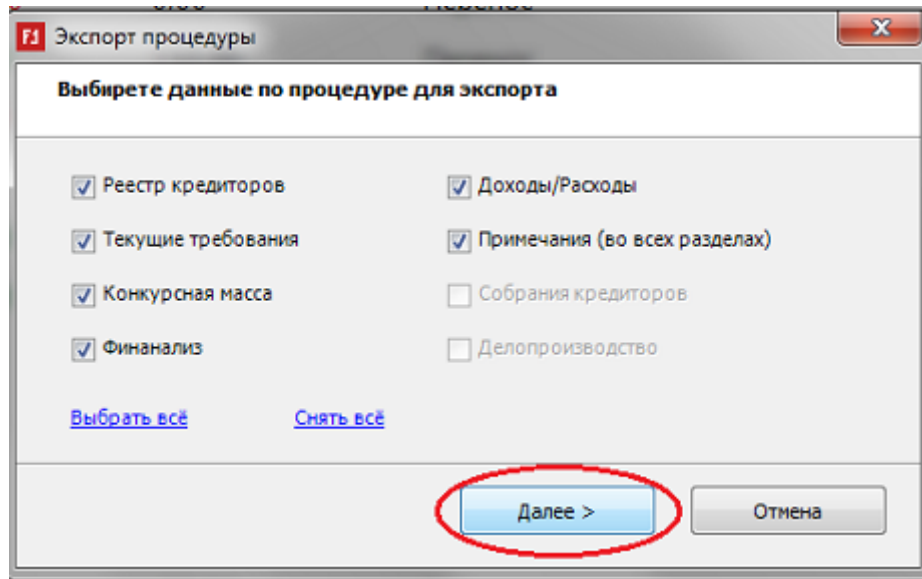 Экспорт процедуры
Выбирете данные по процедуре для экспорта
Реестр кредиторов
Доходы/Расходы
Текущие требования
Примечания (во всех разделах)
Конкурсная масса
Собрания кредиторов
Финанализ
Делопроизводство
Выбрать всё
Снять всё
Далее >
Отмена